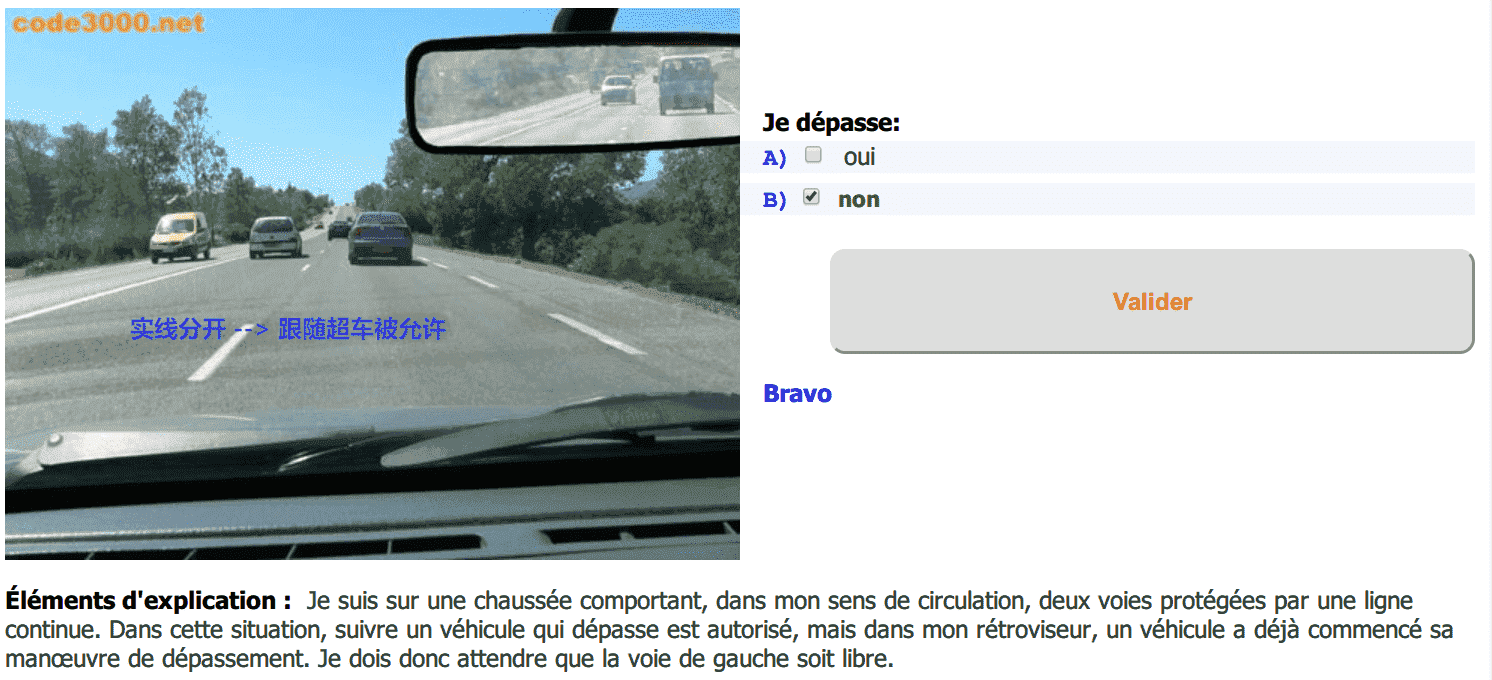 code3000.net
实线分开 --> 跟随超车被允许
Je dépasse:
A) oui
B) non
Valider
Bravo
Éléments d'explication : Je suis sur une chaussée comportant, dans mon sens de circulation, deux voies protégées par une ligne
continue. Dans cette situation, suivre un véhicule qui dépasse est autorisé, mais dans mon rétroviseur, un véhicule a déjà commencé sa
manœuvre de dépassement. Je dois donc attendre que la voie de gauche soit libre.